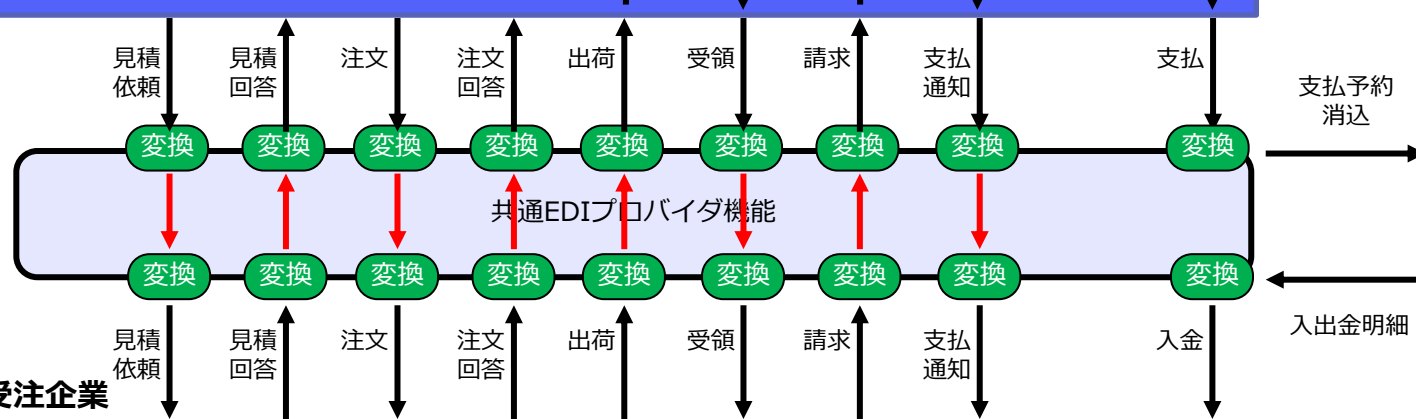 見積
依頼
見積
回答
注文
注文
回答
出荷
受領
請求
支払
通知
支払
支払予約
消込
変換
変換
変換
変換
変換
変換
変換
変換
変換
共通EDIプロバイダ機能
変換
変換
変換
変換
変換
変換
変換
変換
変換
見積
依頼
見積
回答
注文
注文
回答
出荷
受領
請求
支払
通知
入金
入出金明細
受注企業